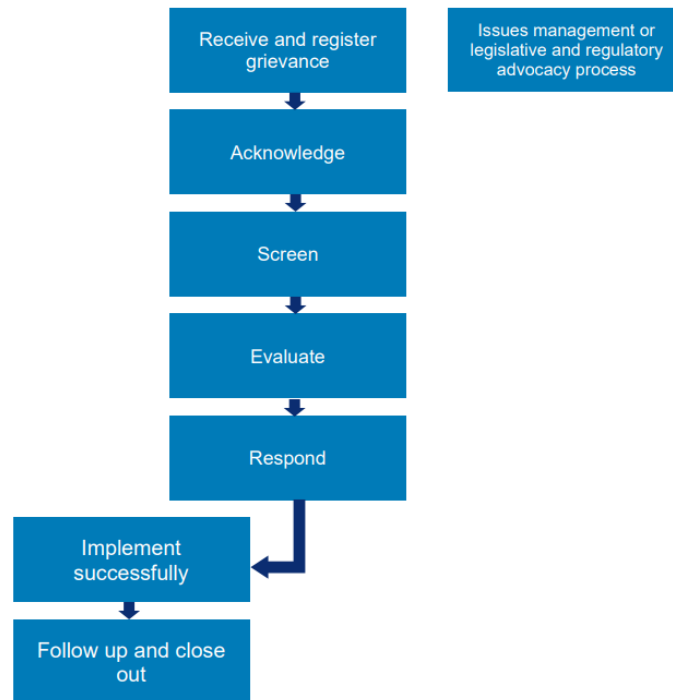 Receive and register
grievance
Issues management or
legislative and regulatory
advocacy process
Acknowledge
Screen
Evaluate
Respond
Implement
successfully
Follow up and close
out